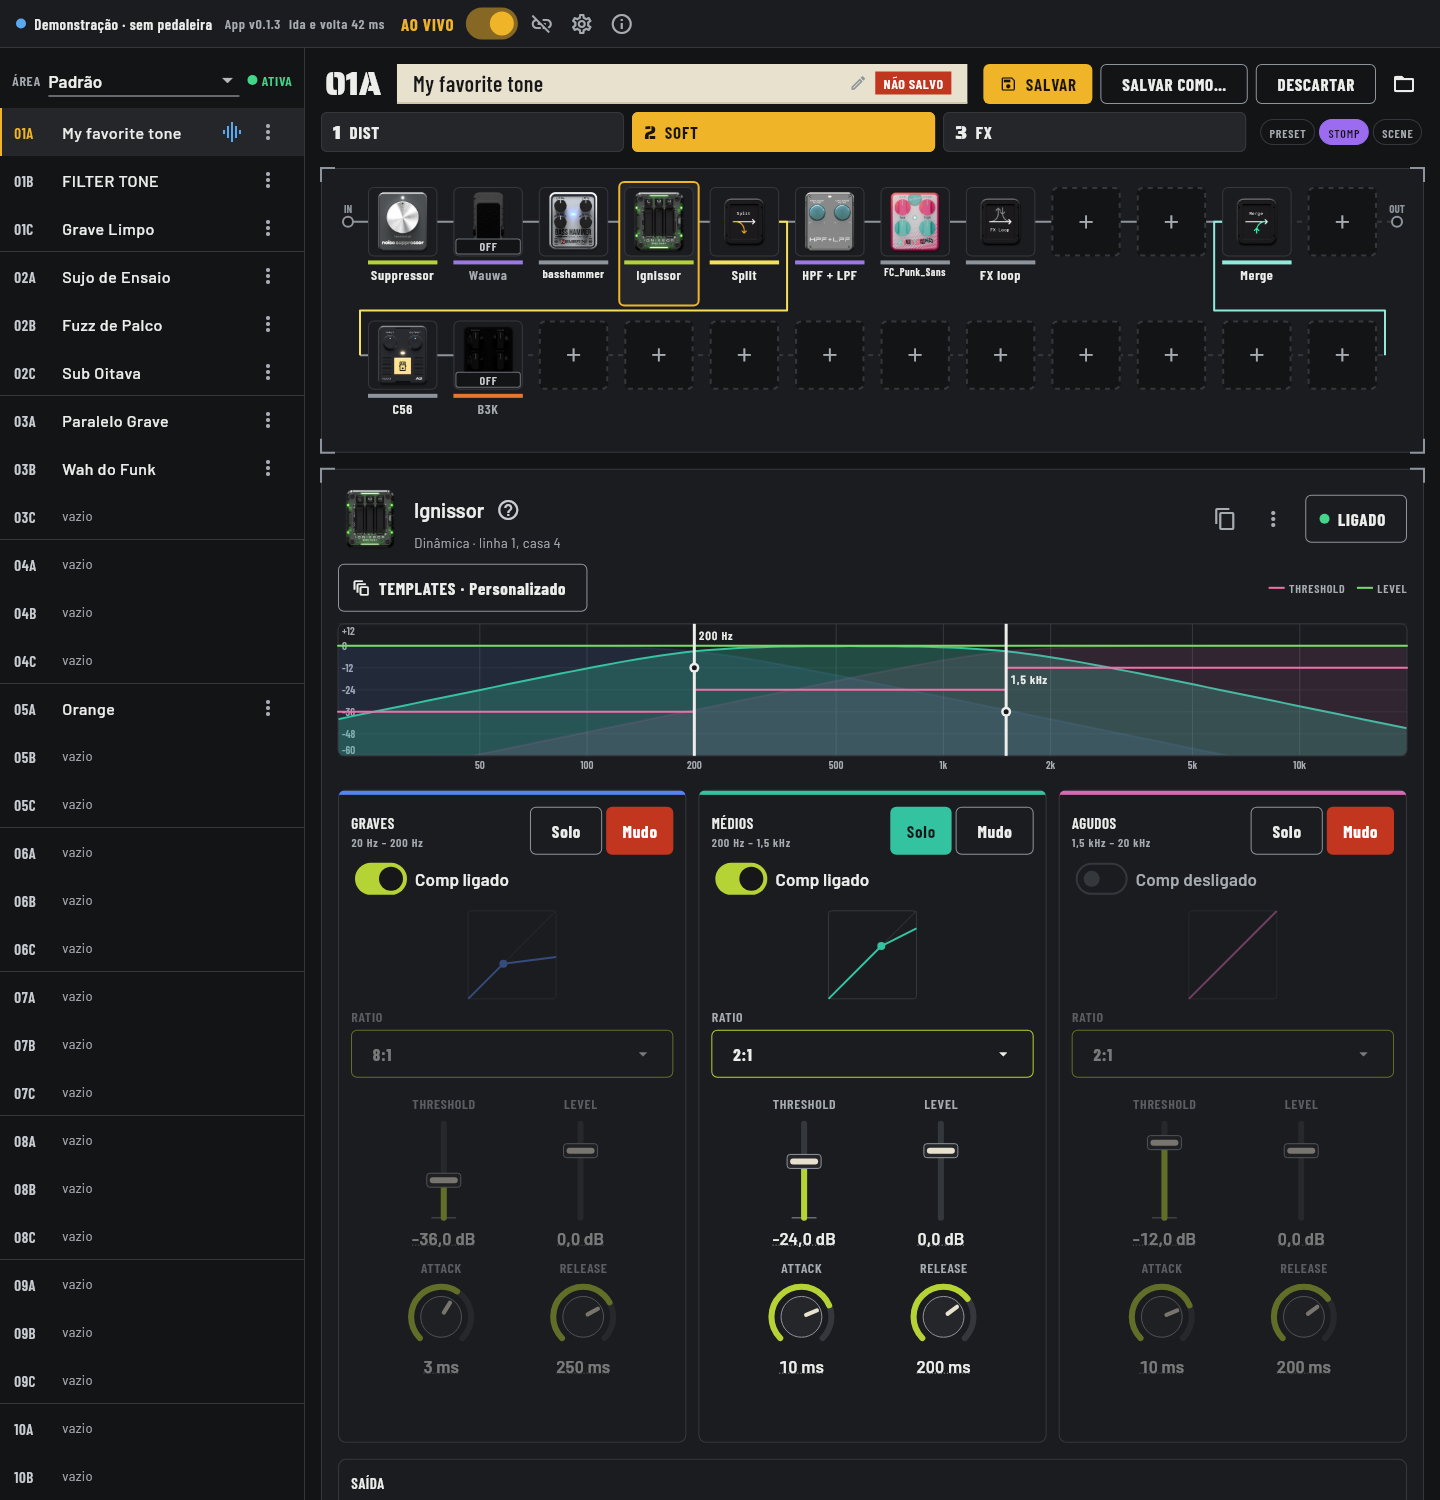 Demonstração · sem pedaleira App v0.1.3 Ida e volta 42 ms AO VIVO
ÁREA Padrão ATIVA
01A My favorite tone
01B FILTER TONE
01C Grave Limpo
02A Sujo de Ensaio
02B Fuzz de Palco
02C Sub Oitava
03A Paralelo Grave
03B Wah do Funk
03C vazio
04A vazio
04B vazio
04C vazio
05A Orange
05B vazio
05C vazio
06A vazio
06B vazio
06C vazio
07A vazio
07B vazio
07C vazio
08A vazio
08B vazio
08C vazio
09A vazio
09B vazio
09C vazio
10A vazio
10B vazio
01A My favorite tone NÃO SALVO SALVAR SALVAR COMO... DESCARTAR
1 DIST 2 SOFT 3 FX PRESET STOMP SCENE
IN OFF Split FX Loop Merge OUT
Suppressor Wauwa basshammer Ignissor Split HPF + LPF FC_Punk_Sans FX loop Merge
OFF
C56 B3K
Ignissor
Dinâmica · linha 1, casa 4
LIGADO
TEMPLATES · Personalizado
THRESHOLD LEVEL
+12
0
-12
-24
-36
-48
-60
200 Hz
1,5 kHz
50 100 200 500 1k 2k 5k 10k
GRAVES
20 Hz – 200 Hz
Solo Mudo
Comp ligado
RATIO
8:1
THRESHOLD LEVEL
-36,0 dB 0,0 dB
ATTACK RELEASE
3 ms 250 ms
MÉDIOS
200 Hz – 1,5 kHz
Solo Mudo
Comp ligado
RATIO
2:1
THRESHOLD LEVEL
-24,0 dB 0,0 dB
ATTACK RELEASE
10 ms 200 ms
AGUDOS
1,5 kHz – 20 kHz
Solo Mudo
Comp desligado
RATIO
2:1
THRESHOLD LEVEL
-12,0 dB 0,0 dB
ATTACK RELEASE
10 ms 200 ms
SAÍDA